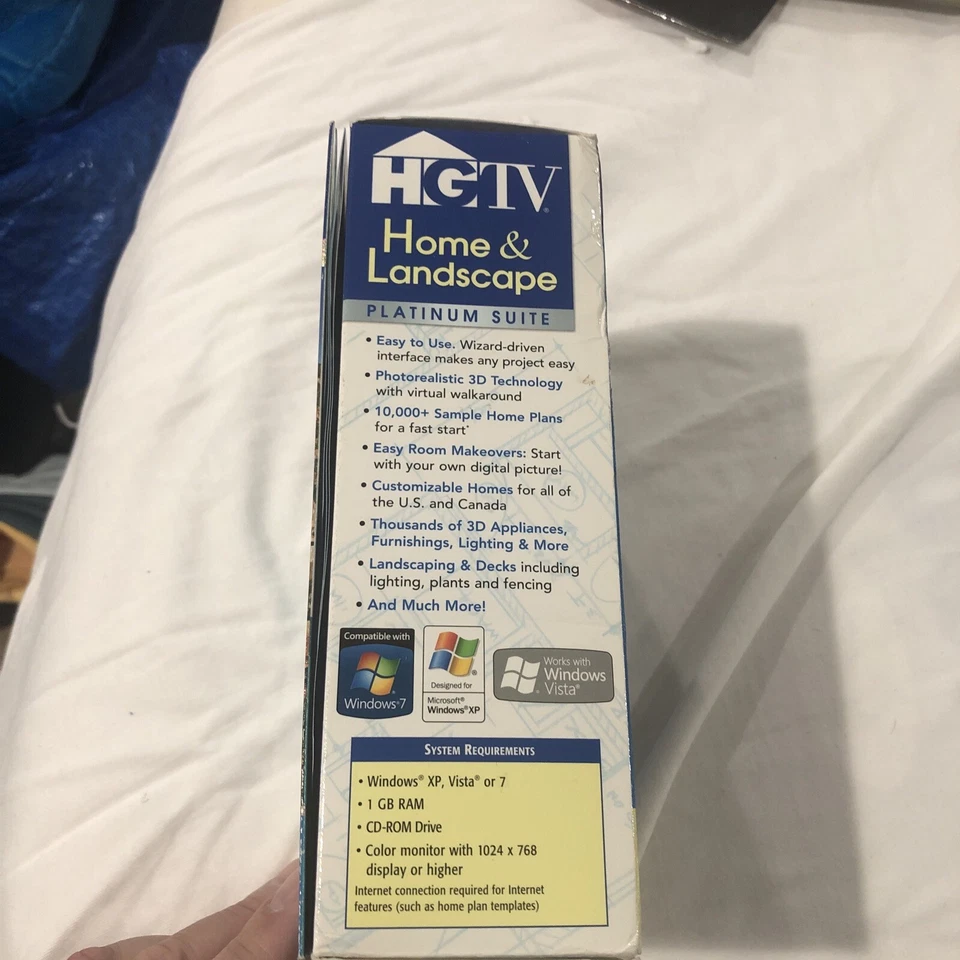 HGTV®
Home &
Landscape
PLATINUM SUITE
• Easy to Use. Wizard-driven
interface makes any project easy
• Photorealistic 3D Technology
with virtual walkaround
• 10,000+ Sample Home Plans
for a fast start*
• Easy Room Makeovers: Start
with your own digital picture!
• Customizable Homes for all of
the U.S. and Canada
• Thousands of 3D Appliances,
Furnishings, Lighting & More
• Landscaping & Decks including
lighting, plants and fencing
• And Much More!
Compatible with
Windows®7
Designed for
Microsoft®
Windows®XP
Works with
Windows
Vista®
SYSTEM REQUIREMENTS
• Windows® XP, Vista® or 7
• 1 GB RAM
• CD-ROM Drive
• Color monitor with 1024 x 768
display or higher
Internet connection required for Internet
features (such as home plan templates)